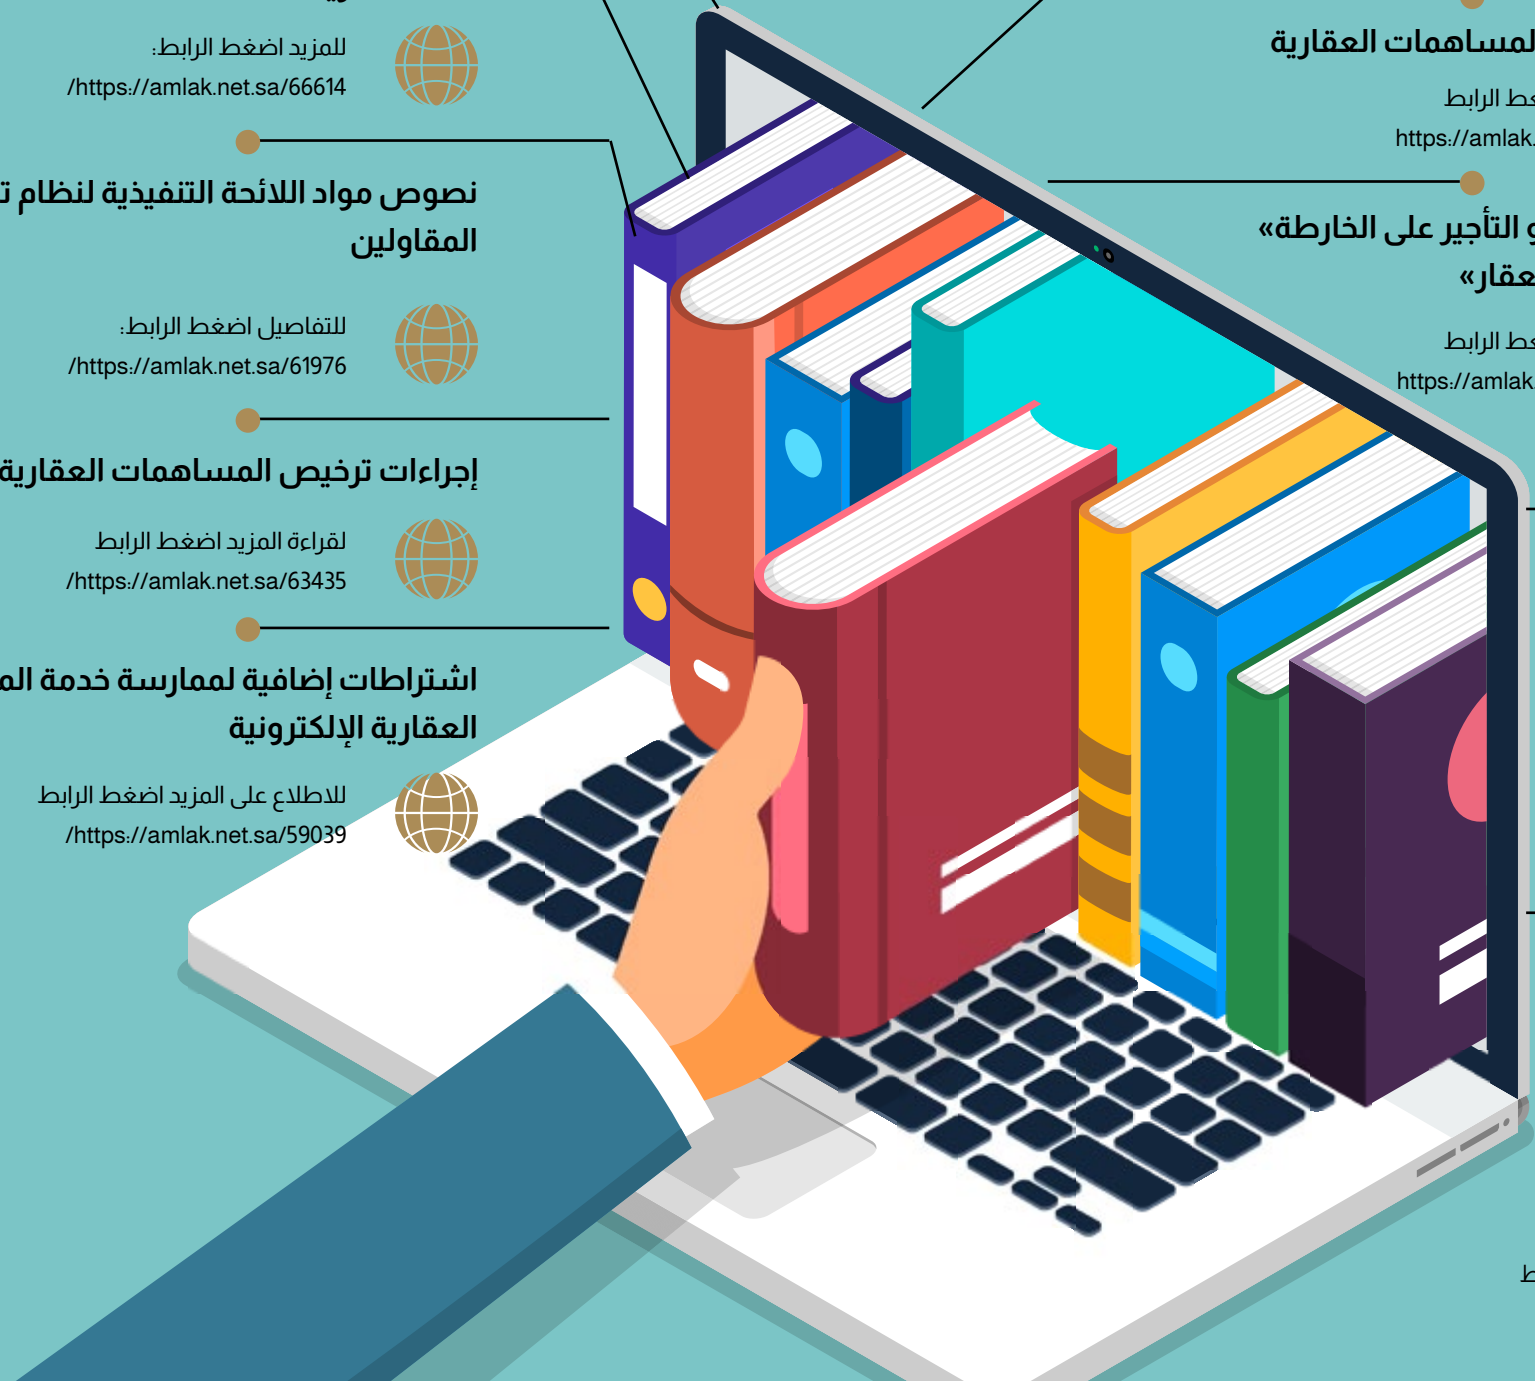 المساهمات العقارية
الرابط
https://amlak.
التأجير على الخارطة»
الرابط
https://amlak.
للمزيد اضغط الرابط:
https://amlak.net.sa/66614/
نصوص مواد اللائحة التنفيذية لنظام
المقاولين
للتفاصيل اضغط الرابط:
https://amlak.net.sa/61976/
إجراءات ترخيص المساهمات العقارية
لقراءة المزيد اضغط الرابط
https://amlak.net.sa/63435/
اشتراطات إضافية لممارسة خدمة
العقارية الإلكترونية
للاطلاع على المزيد اضغط الرابط
https://amlak.net.sa/59039/